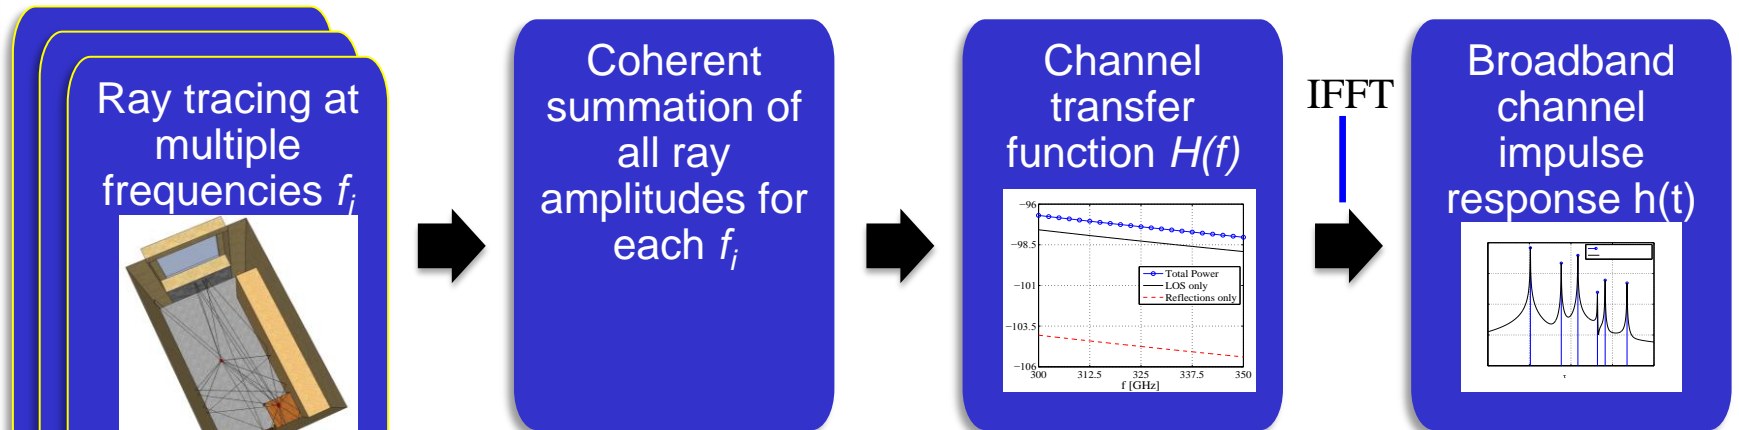 Ray tracing at
multiple
frequencies fi
Coherent
summation of
all ray
amplitudes for
each fi
Channel
transfer
function H(f)
−96
−98.5
−101
−103.5
−106
300
312.5
325
337.5
350
f [GHz]
Total Power
LOS only
Reflections only
IFFT
Broadband
channel
impulse
response h(t)